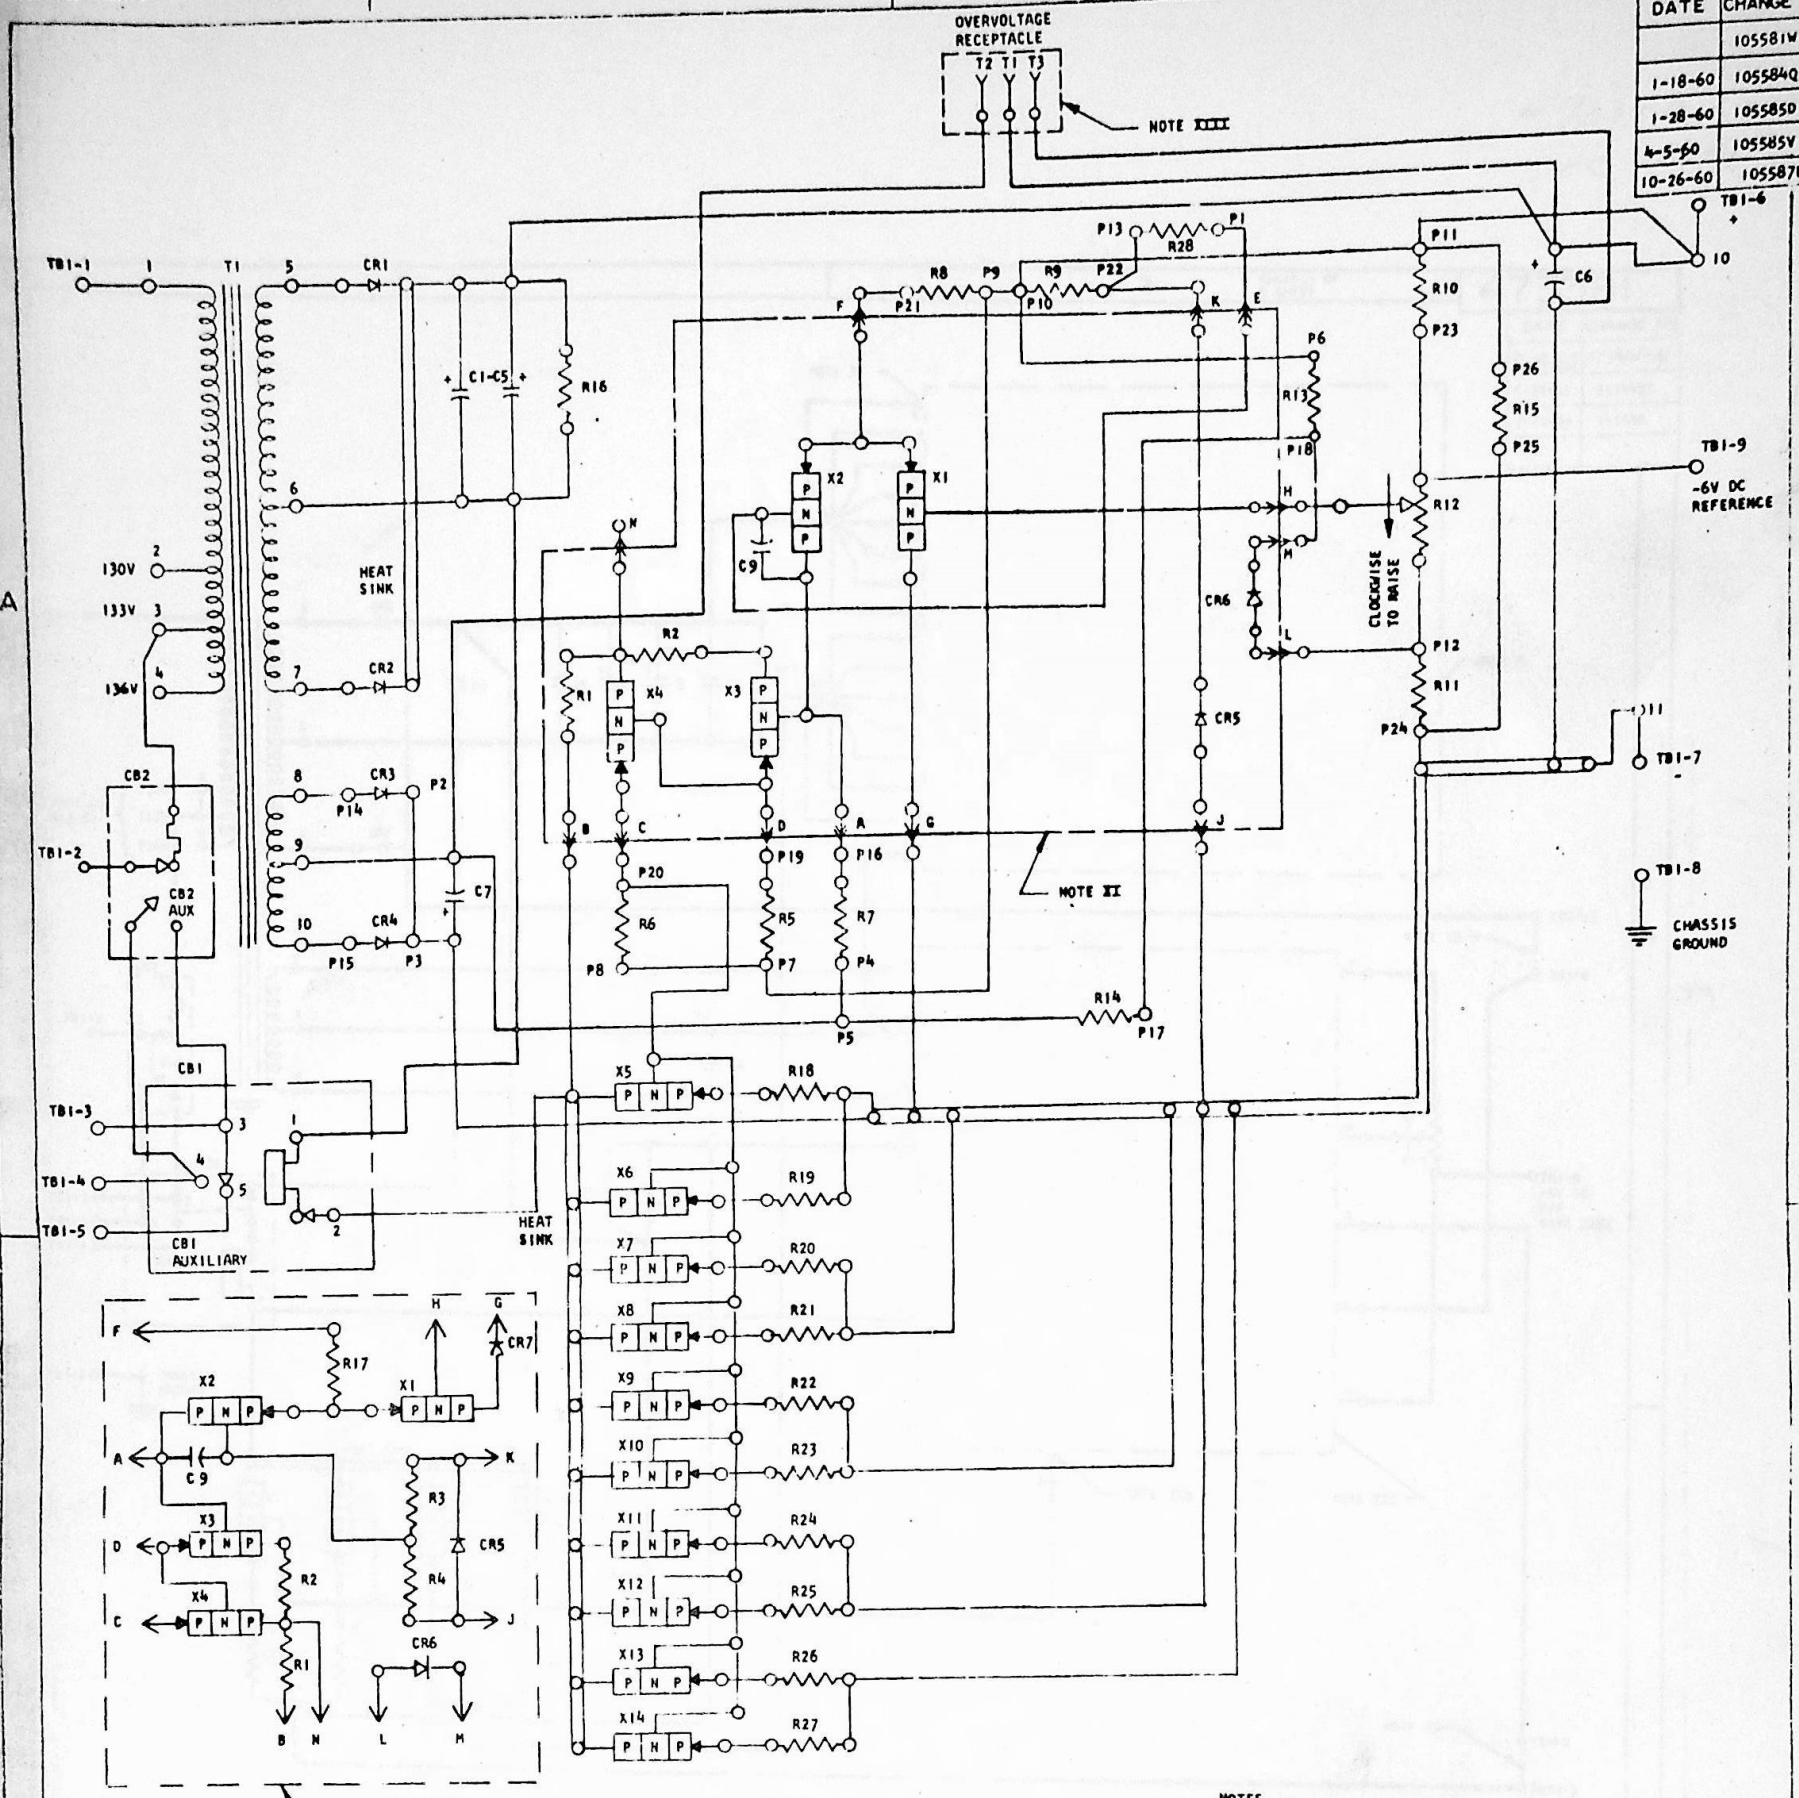 DATE CHANGE
105581W
1-18-60 105584Q
1-28-60 105585D
4-5-60 105585V
10-26-60 105587
OVERVOLTAGE
RECEPTACLE
T2 T1 T3
NOTE XIII
TB1-6
+
10
P13 R28 P1
P11
R10
P23
+ C6
TB1-1 1 T1 5 CR1
F P21 R8 P9 P10 R9 P22 K E
P6
R13
P18
P26
R15
P25
+ C1-C5 +
R16
TB1-9
-6V DC
REFERENCE
6
X2 X1
P P
N N
P P
C9
N
H
R12
M
CLOCKWISE
TO RAISE
2
130V
133V 3
4
136V
A
HEAT
SINK
7 CR2
R2
R1 X4 X3
P P
N N
P P
CR6
L
P12
R11
P24
CR5
11
TB1-7
-
CB2
8 P14 CR3 P2
TB1-2
9
CB2
AUX
C7
+
10 P15 CR4 P3
B C D A G J
P20 P19 P16
R6 R5 R7
P8 P7 P4
NOTE XI
TB1-8
CHASSIS
GROUND
R14
P17
P5
CB1
TB1-3 3
1
TB1-4 4
5
TB1-5
2
CB1
AUXILIARY
HEAT
SINK
X5 P N P R18
X6 P N P R19
X7 P N P R20
X8 P N P R21
X9 P N P R22
X10 P N P R23
X11 P N P R24
X12 P N P R25
X13 P N P R26
X14 P N P R27
F H G
CR7
R17
X2 X1
P N P P N P
A C9 K
R3
X3
D P N P
CR5
R2 R4
X4
C P N P J
R1 CR6
B N L M
NOTES